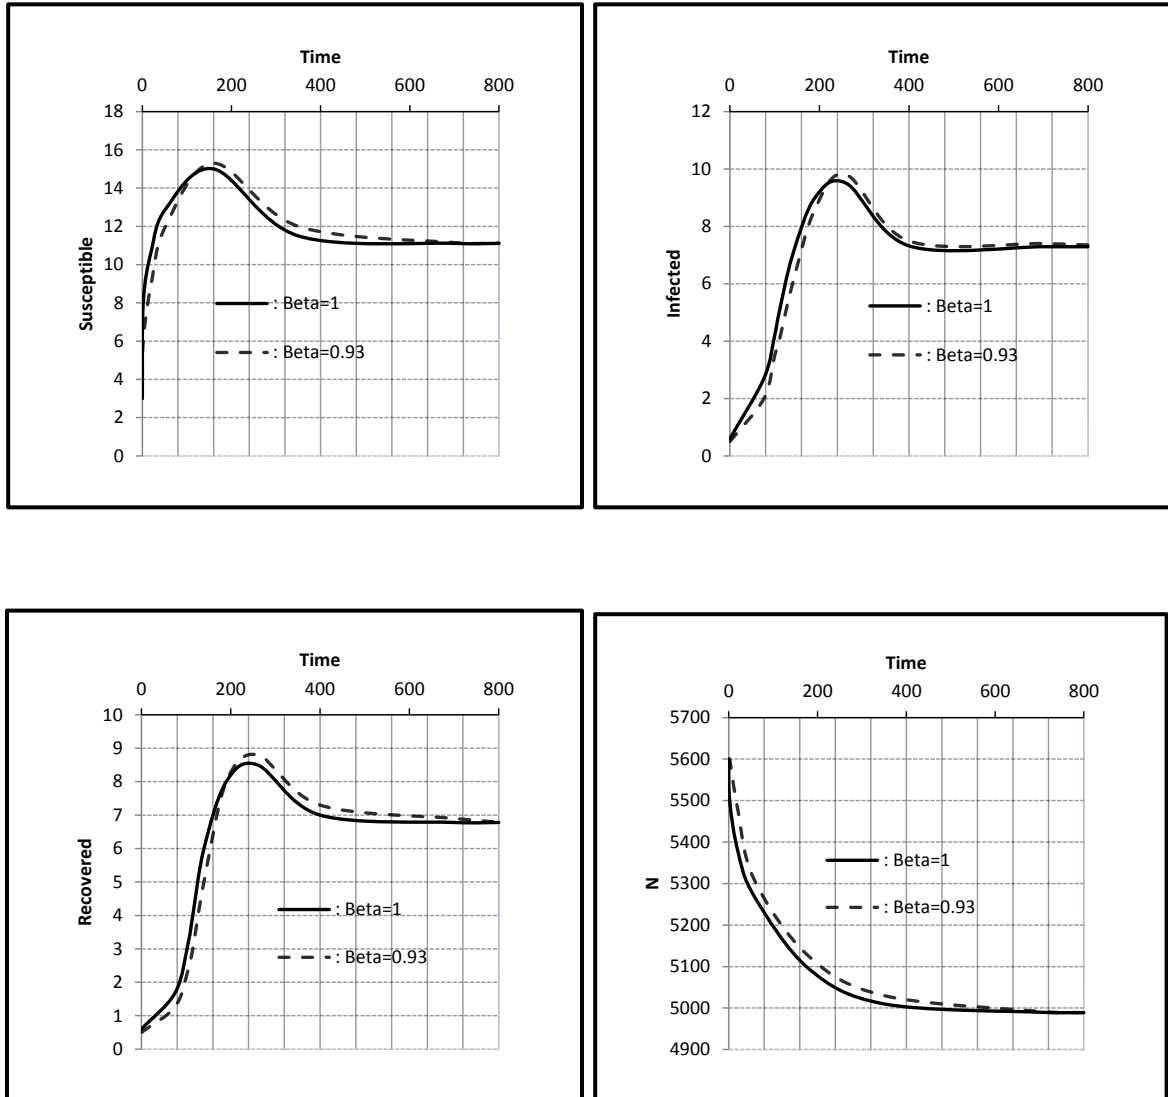 Time
0 200 400 600 800
18
16
14
12
10
8
6
4
2
0
Susceptible
: Beta=1
: Beta=0.93
Time
0 200 400 600 800
12
10
8
6
4
2
0
Infected
: Beta=1
: Beta=0.93
Time
0 200 400 600 800
10
9
8
7
6
5
4
3
2
1
0
Recovered
: Beta=1
: Beta=0.93
Time
0 200 400 600 800
5700
5600
5500
5400
5300
5200
5100
5000
4900
N
: Beta=1
: Beta=0.93